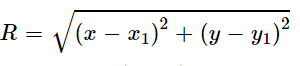 R = √((x − x₁)² + (y − y₁)²)